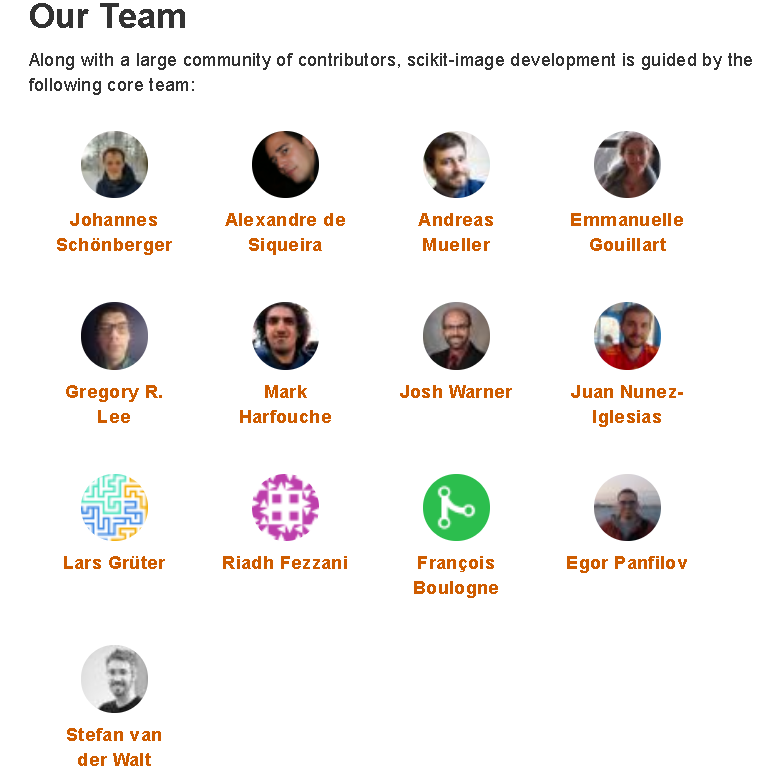 Our Team
Along with a large community of contributors, scikit-image development is guided by the
following core team:
Johannes
Schönberger
Alexandre de
Siqueira
Andreas
Mueller
Emmanuelle
Gouillart
Gregory R.
Lee
Mark
Harfouche
Josh Warner
Juan Nunez-
Iglesias
Lars Grüter
Riadh Fezzani
François
Boulogne
Egor Panfilov
Stefan van
der Walt